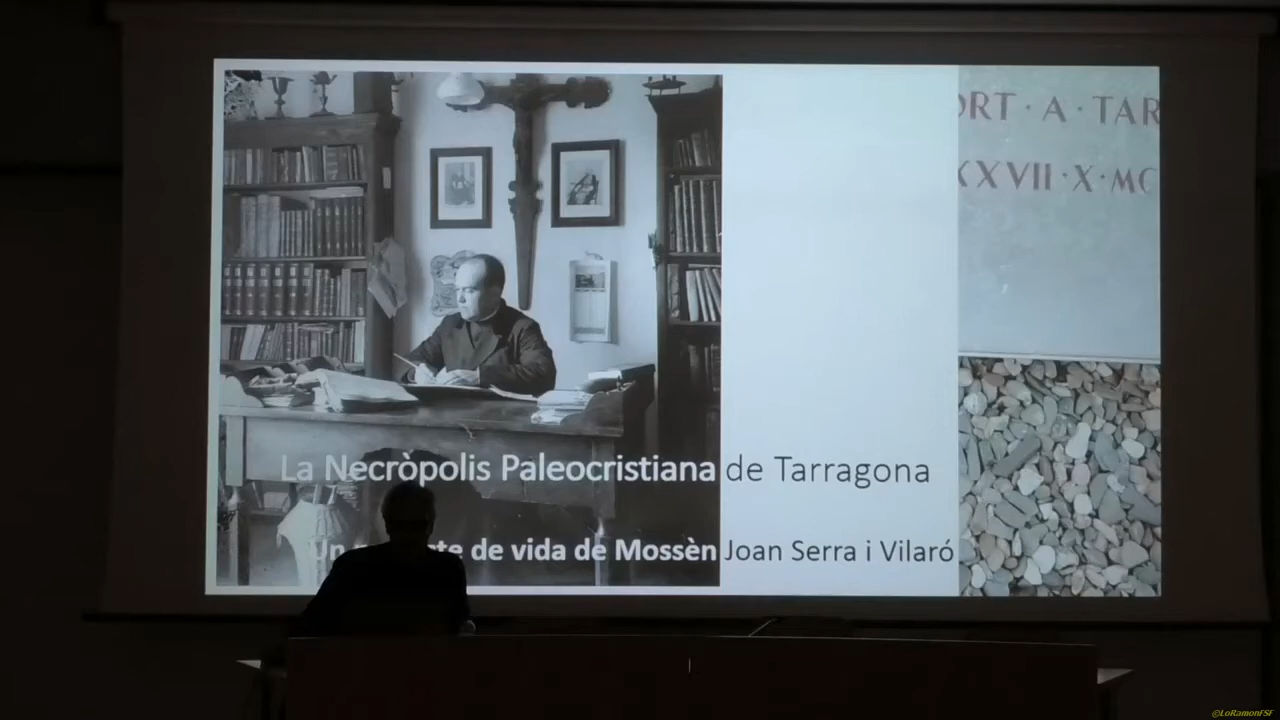 ORT · A · TAR
XXVII · X · MC
La Necròpolis Paleocristiana de Tarragona
Un te de vida de Mossèn Joan Serra i Vilaró
@LoRamonFSF